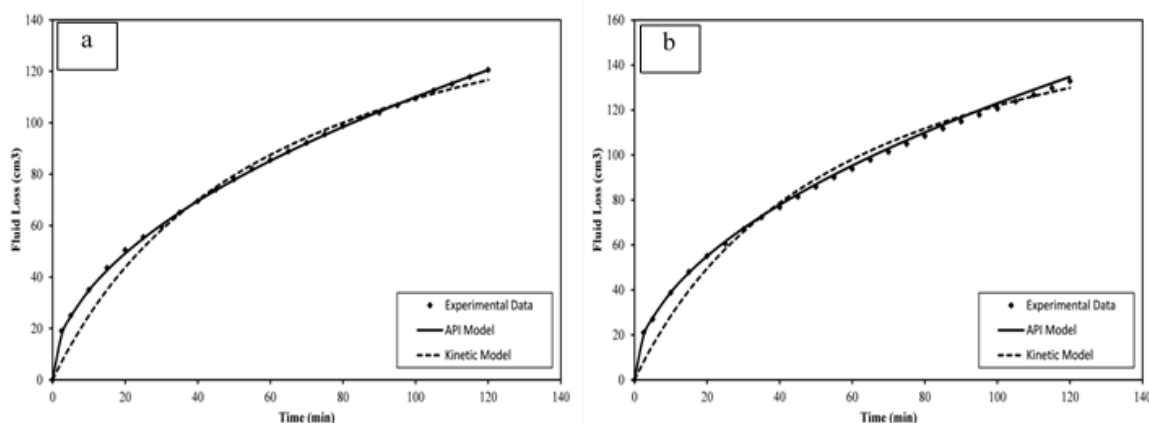 a
140
120
100
80
60
40
20
0
Fluid Loss (cm3)
Experimental Data
API Model
Kinetic Model
0 20 40 60 80 100 120 140
Time (min)
b
160
140
120
100
80
60
40
20
0
Fluid Loss (cm3)
Experimental Data
API Model
Kinetic Model
0 20 40 60 80 100 120 140
Time (min)